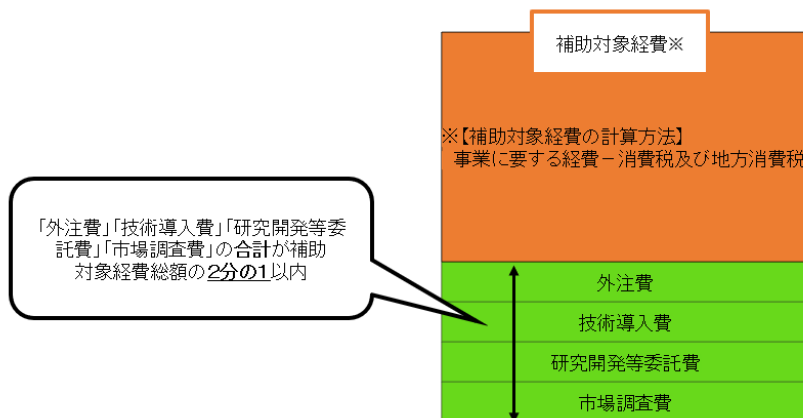 補助対象経費※
※【補助対象経費の計算方法】
事業に要する経費－消費税及び地方消費税
「外注費」「技術導入費」「研究開発等委
託費」「市場調査費」の合計が補助
対象経費総額の2分の1以内
外注費
技術導入費
研究開発等委託費
市場調査費